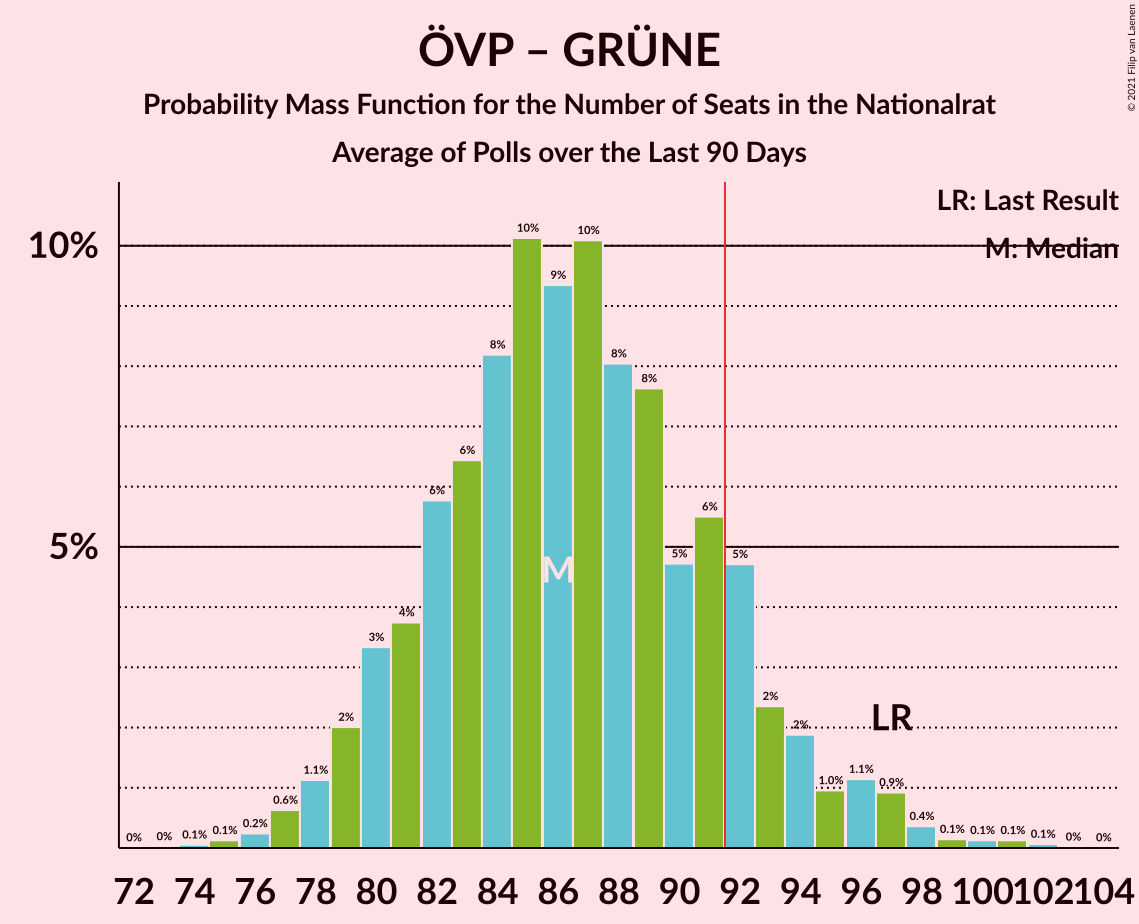 ÖVP – GRÜNE
Probability Mass Function for the Number of Seats in the Nationalrat
Average of Polls over the Last 90 Days
© 2021 Filip van Laenen
LR: Last Result
M: Median
10%
5%
0% 0% 0.1% 0.1% 0.2% 0.6% 1.1% 2% 3% 4% 6% 6% 8% 10% 9% 10% 8% 8% 5% 6% 5% 2% 2% 1.0% 1.1% 0.9% 0.4% 0.1% 0.1% 0.1% 0.1% 0% 0%
M
LR
72 74 76 78 80 82 84 86 88 90 92 94 96 98 100 102 104